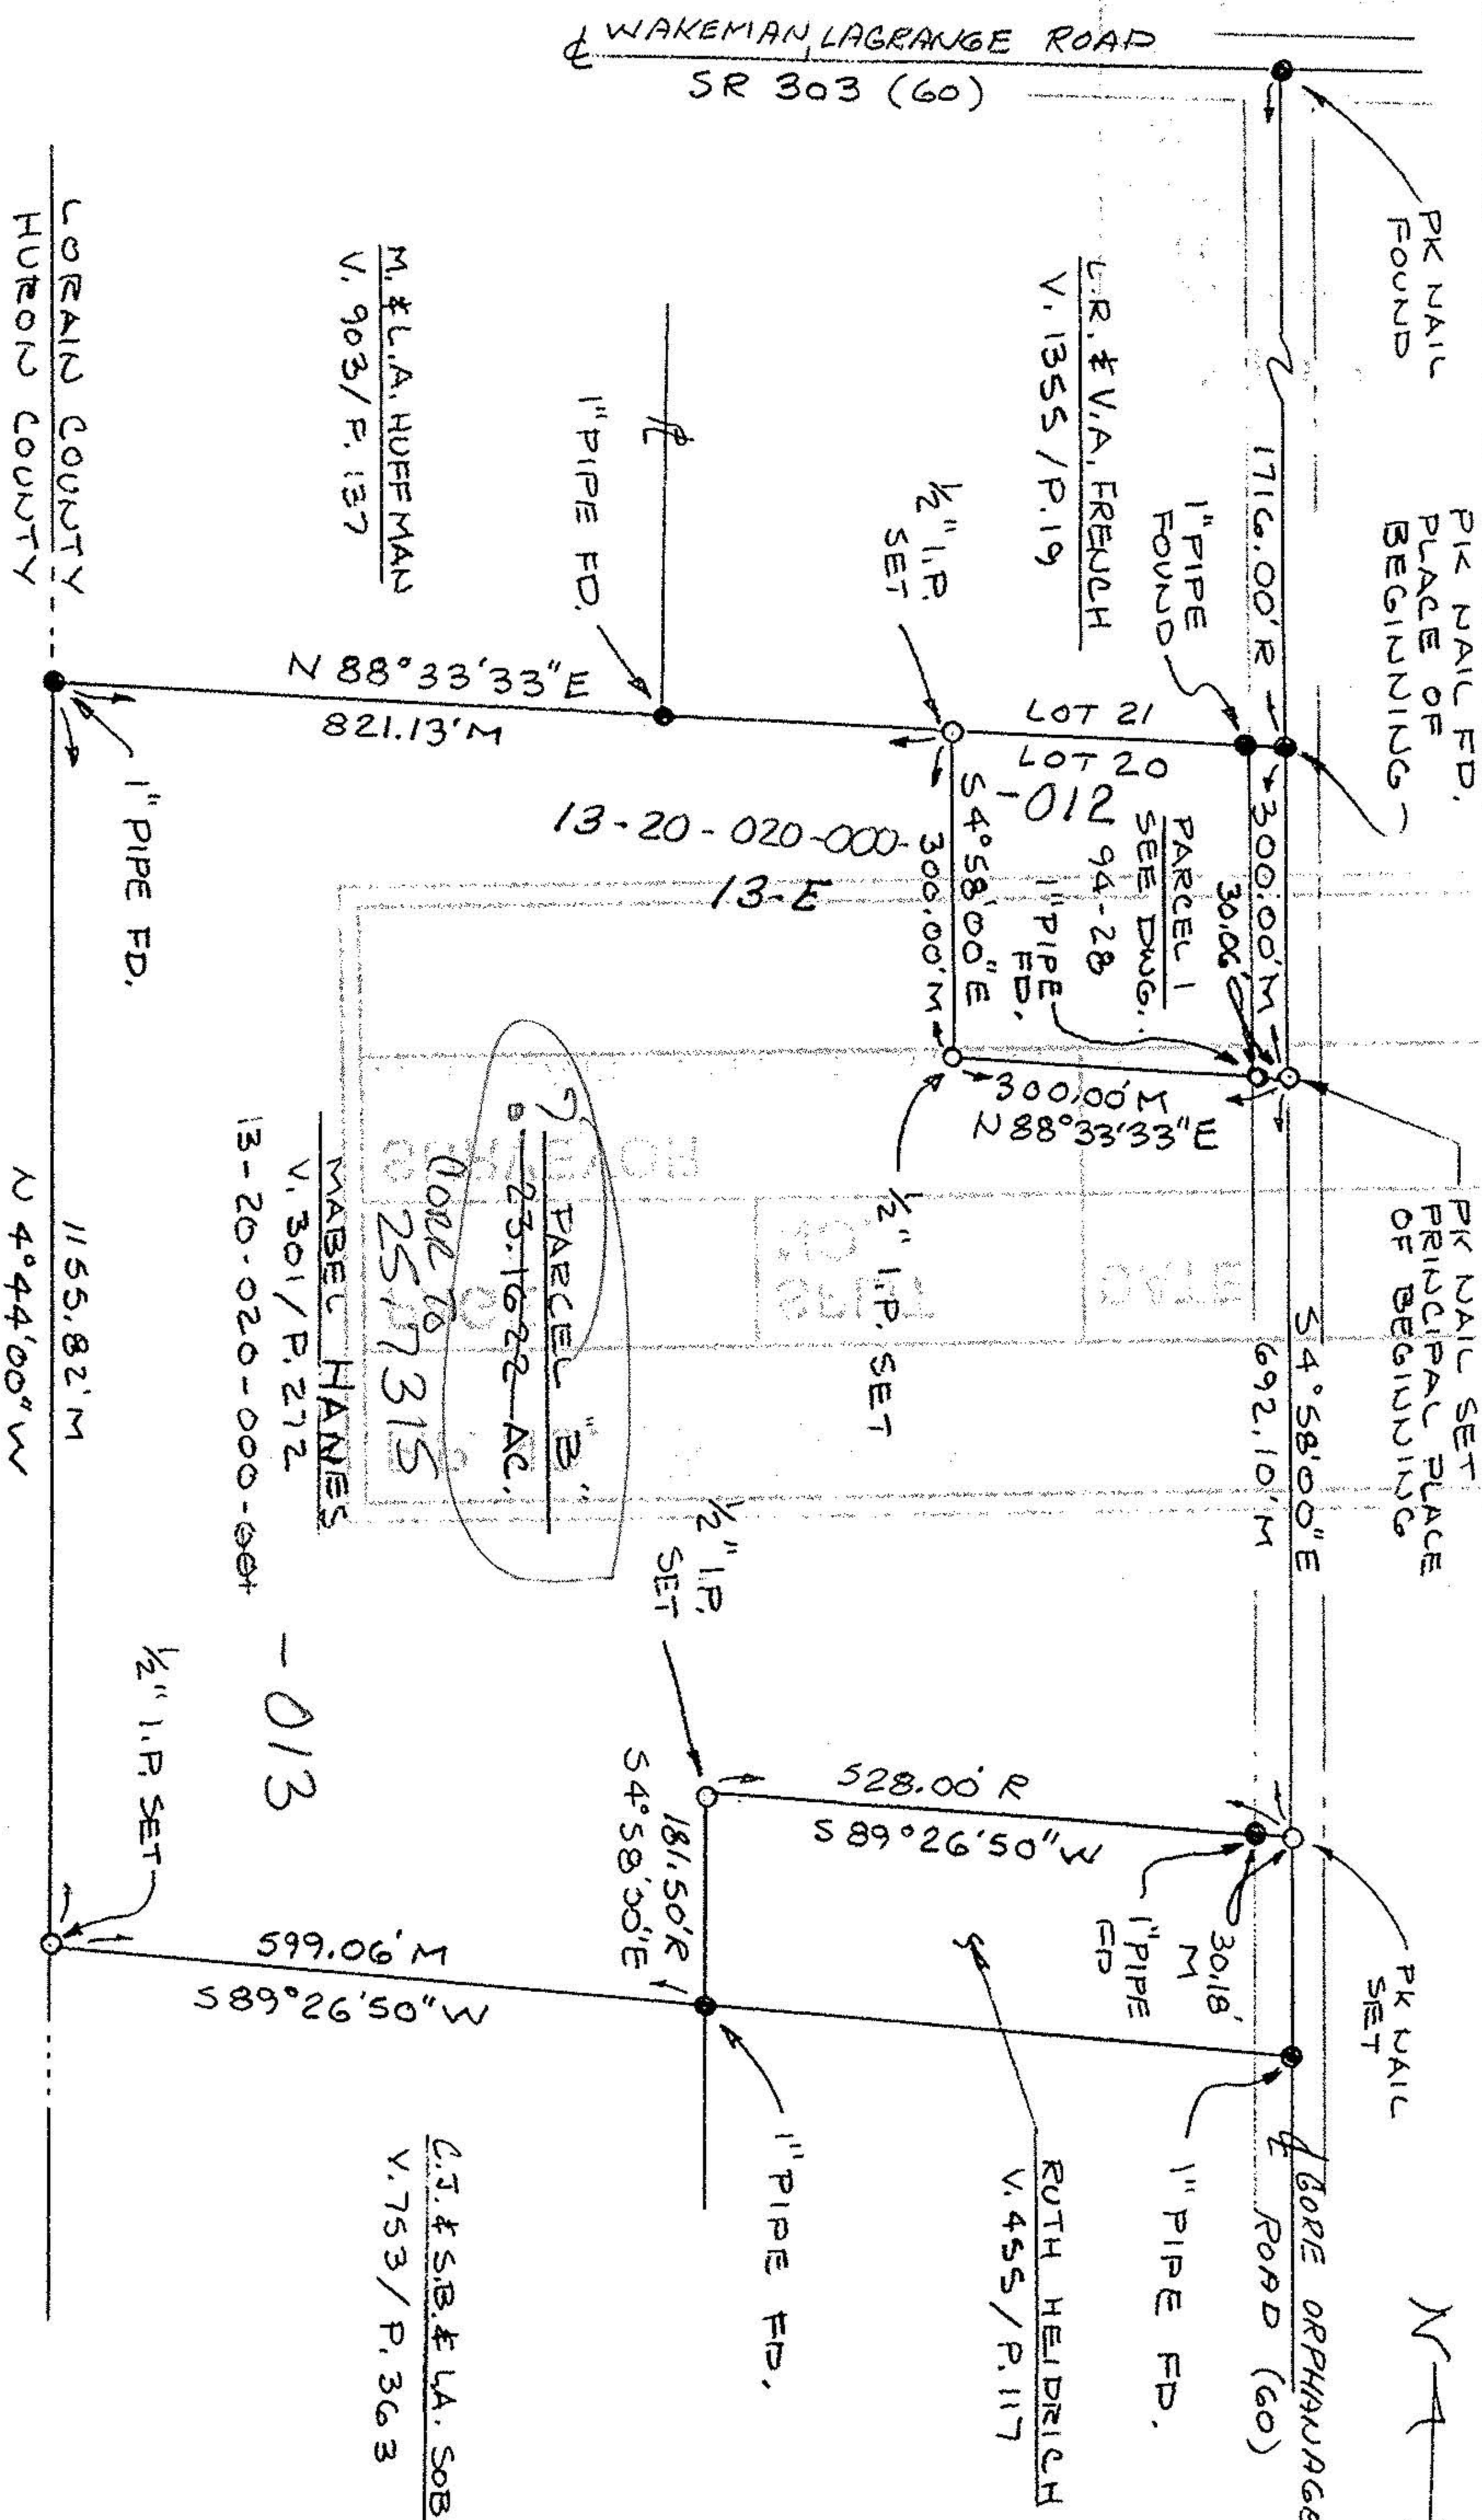 WAKEMAN, LAGRANGE ROAD
SR 303 (60)
PK NAIL
FOUND
PK NAIL FD.
PLACE OF
BEGINNING
PK NAIL SET
PRINCIPAL PLACE
OF BEGINNING
PK NAIL
SET
N
1716.00' R
300.00' M
30.06'
S 4° 58' 00" E
692.10' M
℄ GORE ORPHANAGE
ROAD (60)
1" PIPE
FOUND
L.R. & V.A. FRENCH
V. 1355 / P. 19
½" I.P.
SET
LOT 21
LOT 20
PARCEL 1
SEE DWG.
94-28
-012
1" PIPE
FD.
S 4° 58' 00" E
300.00' M
300.00' M
N 88° 33' 33" E
½" I.P. SET
13-20-020-000-
13-E
M. & L.A. HUFFMAN
V. 903 / P. 137
1" PIPE FD.
N 88° 33' 33" E
821.13' M
1" PIPE FD.
LORAIN COUNTY
HURON COUNTY
?
PARCEL "B"
23.1622 AC.
CORR TO
25.7315
MABEL HANES
V. 301 / P. 272
13-20-020-000-
-013
1155.82' M
N 4° 44' 00" W
½" I.P. SET
½" I.P.
SET
528.00' R
S 89° 26' 50" W
30.18'
M
1" PIPE
FD
181.50' R
S 4° 58' 00" E
599.06' M
S 89° 26' 50" W
RUTH HEIDRICH
V. 455 / P. 117
1" PIPE FD.
1" PIPE FD.
C.J. & S.B. & L.A. SOB
V. 753 / P. 363